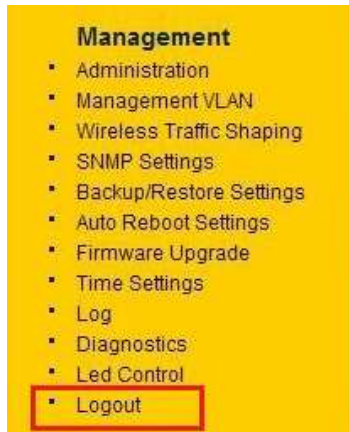 Management
Administration
Management VLAN
Wireless Traffic Shaping
SNMP Settings
Backup/Restore Settings
Auto Reboot Settings
Firmware Upgrade
Time Settings
Log
Diagnostics
Led Control
Logout